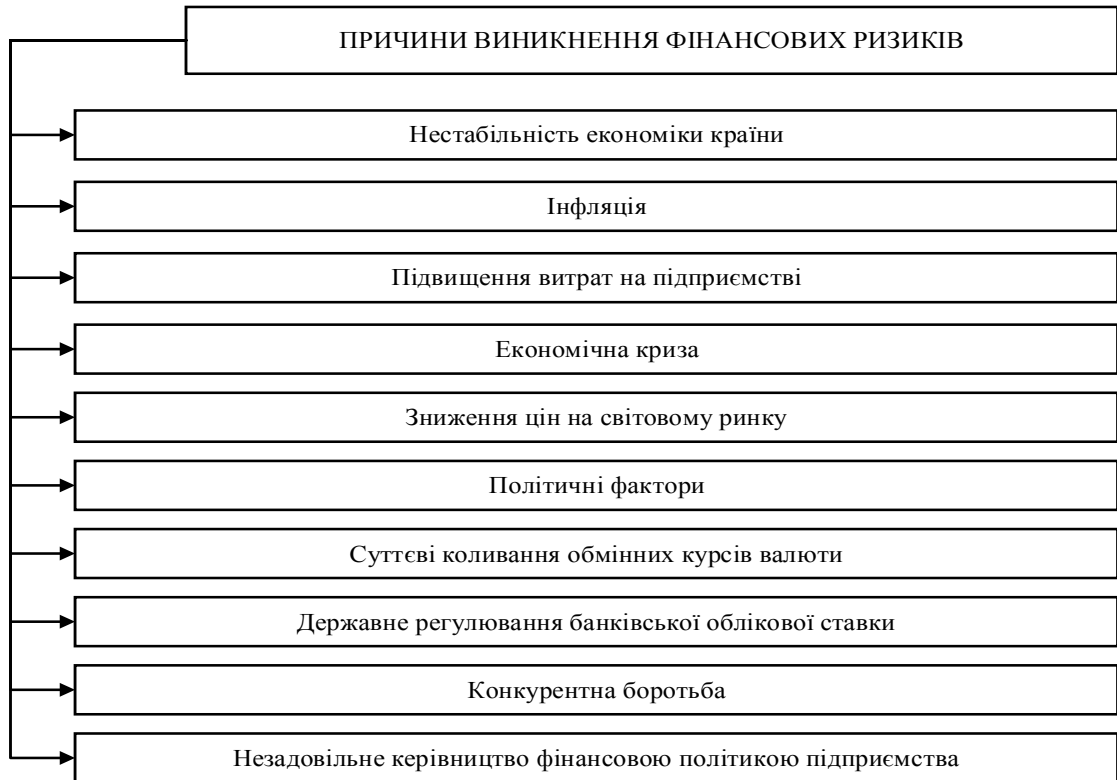 ПРИЧИНИ ВИНИКНЕННЯ ФІНАНСОВИХ РИЗИКІВ
Нестабільність економіки країни
Інфляція
Підвищення витрат на підприємстві
Економічна криза
Зниження цін на світовому ринку
Політичні фактори
Суттєві коливання обмінних курсів валюти
Державне регулювання банківської облікової ставки
Конкурентна боротьба
Незадовільне керівництво фінансовою політикою підприємства